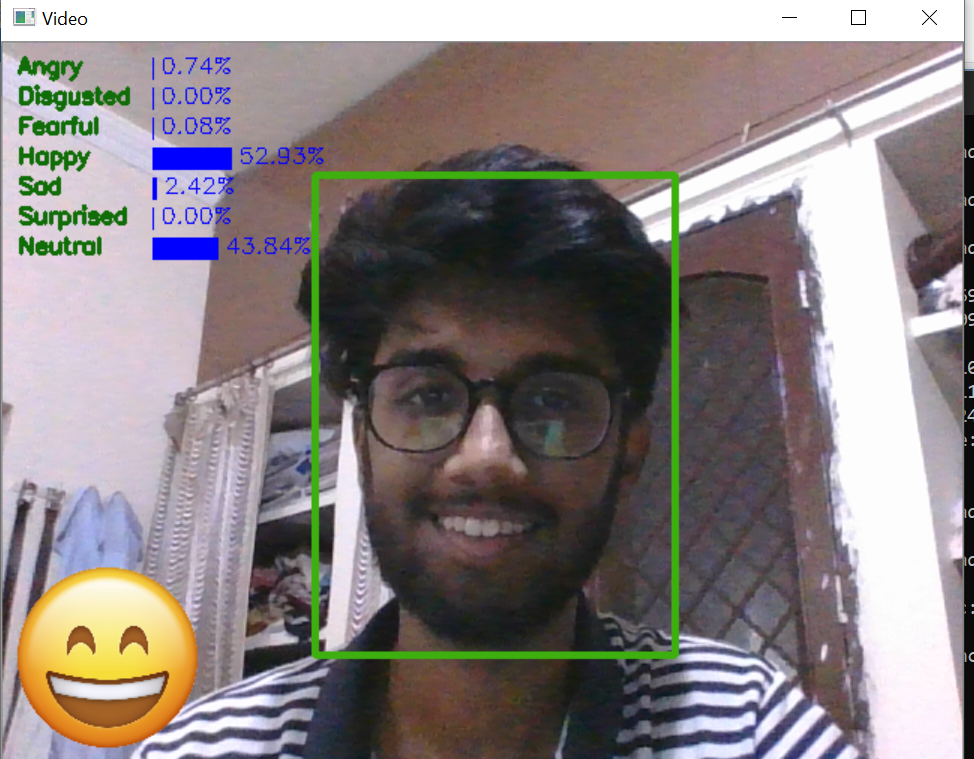 Video
Angry 0.74%
Disgusted 0.00%
Fearful 0.08%
Happy 52.93%
Sad 2.42%
Surprised 0.00%
Neutral 43.84%